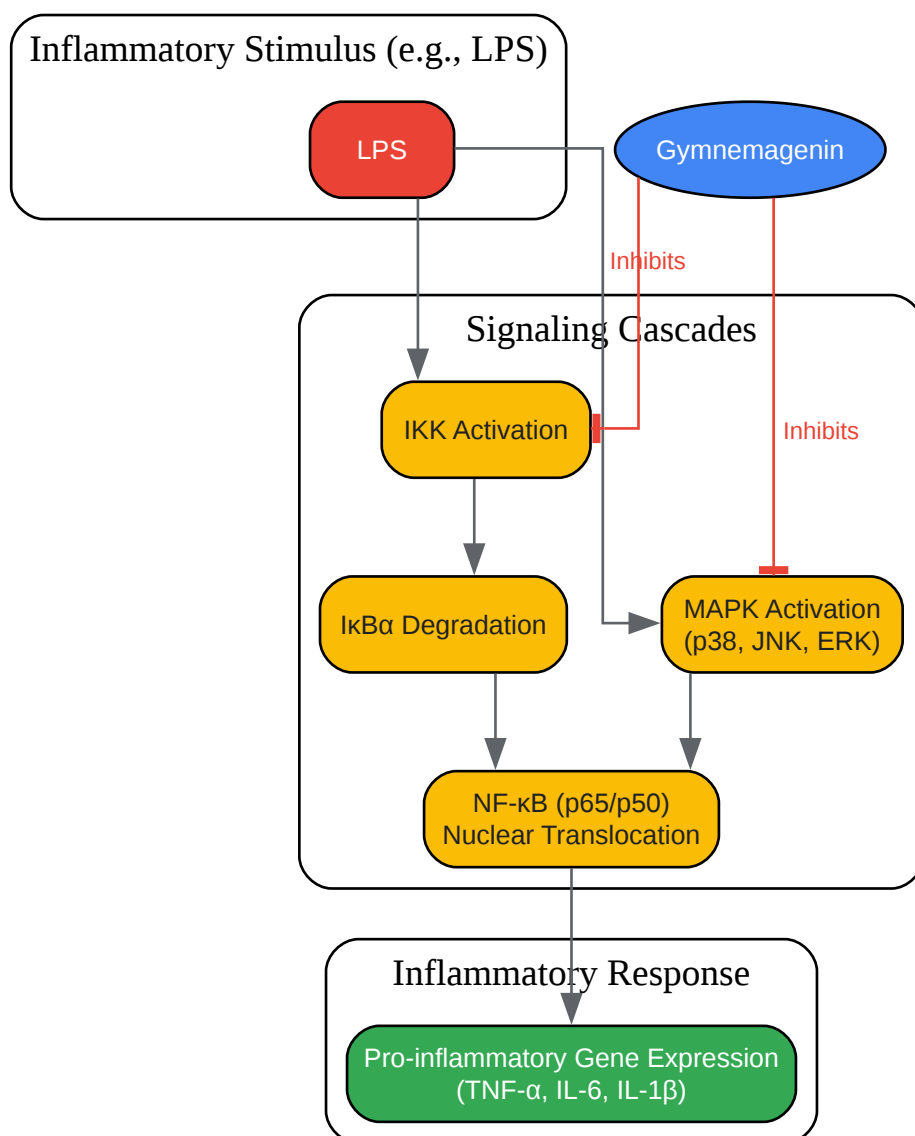 Inflammatory Stimulus (e.g., LPS)
LPS
Gymnemagenin
Inhibits
Signaling Cascades
IKK Activation
Inhibits
IκBα Degradation
MAPK Activation
(p38, JNK, ERK)
NF-κB (p65/p50)
Nuclear Translocation
Inflammatory Response
Pro-inflammatory Gene Expression
(TNF-α, IL-6, IL-1β)